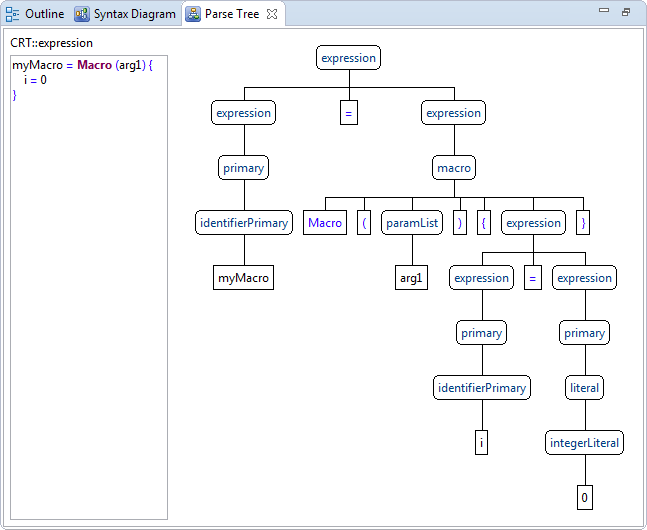 Outline Syntax Diagram Parse Tree
CRT::expression
myMacro = Macro (arg1) {
i = 0
}
expression
expression = expression
primary macro
identifierPrimary Macro ( paramList ) { expression }
myMacro arg1 expression = expression
primary primary
identifierPrimary literal
i integerLiteral
0